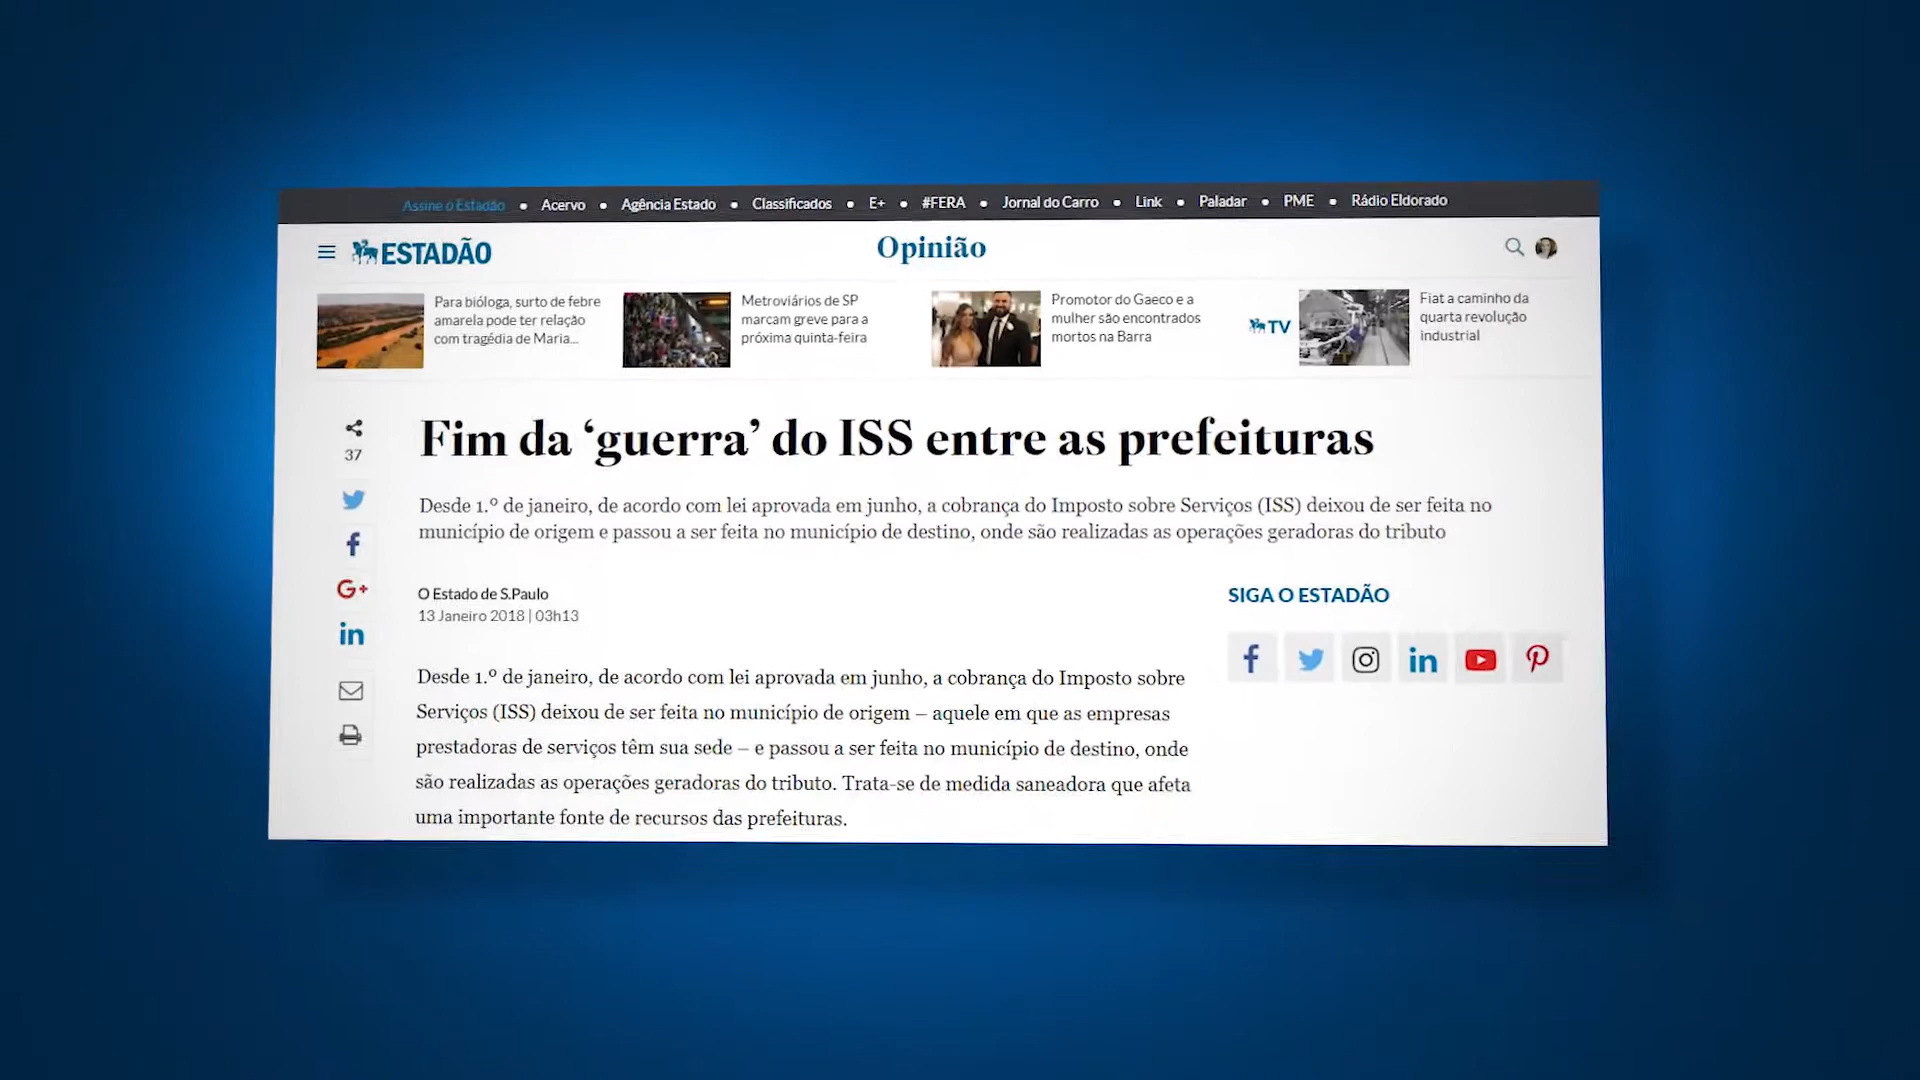 Assine o Estadão • Acervo • Agência Estado • Classificados • E+ • #FERA • Jornal do Carro • Link • Paladar • PME • Rádio Eldorado
ESTADÃO
Opinião
Para bióloga, surto de febre
amarela pode ter relação
com tragédia de Maria...
Metroviários de SP
marcam greve para a
próxima quinta-feira
Promotor do Gaeco e a
mulher são encontrados
mortos na Barra
TV
Fiat a caminho da
quarta revolução
industrial
37
Fim da ‘guerra’ do ISS entre as prefeituras
Desde 1.º de janeiro, de acordo com lei aprovada em junho, a cobrança do Imposto sobre Serviços (ISS) deixou de ser feita no
município de origem e passou a ser feita no município de destino, onde são realizadas as operações geradoras do tributo
O Estado de S.Paulo
13 Janeiro 2018 | 03h13
SIGA O ESTADÃO
Desde 1.º de janeiro, de acordo com lei aprovada em junho, a cobrança do Imposto sobre
Serviços (ISS) deixou de ser feita no município de origem – aquele em que as empresas
prestadoras de serviços têm sua sede – e passou a ser feita no município de destino, onde
são realizadas as operações geradoras do tributo. Trata-se de medida saneadora que afeta
uma importante fonte de recursos das prefeituras.